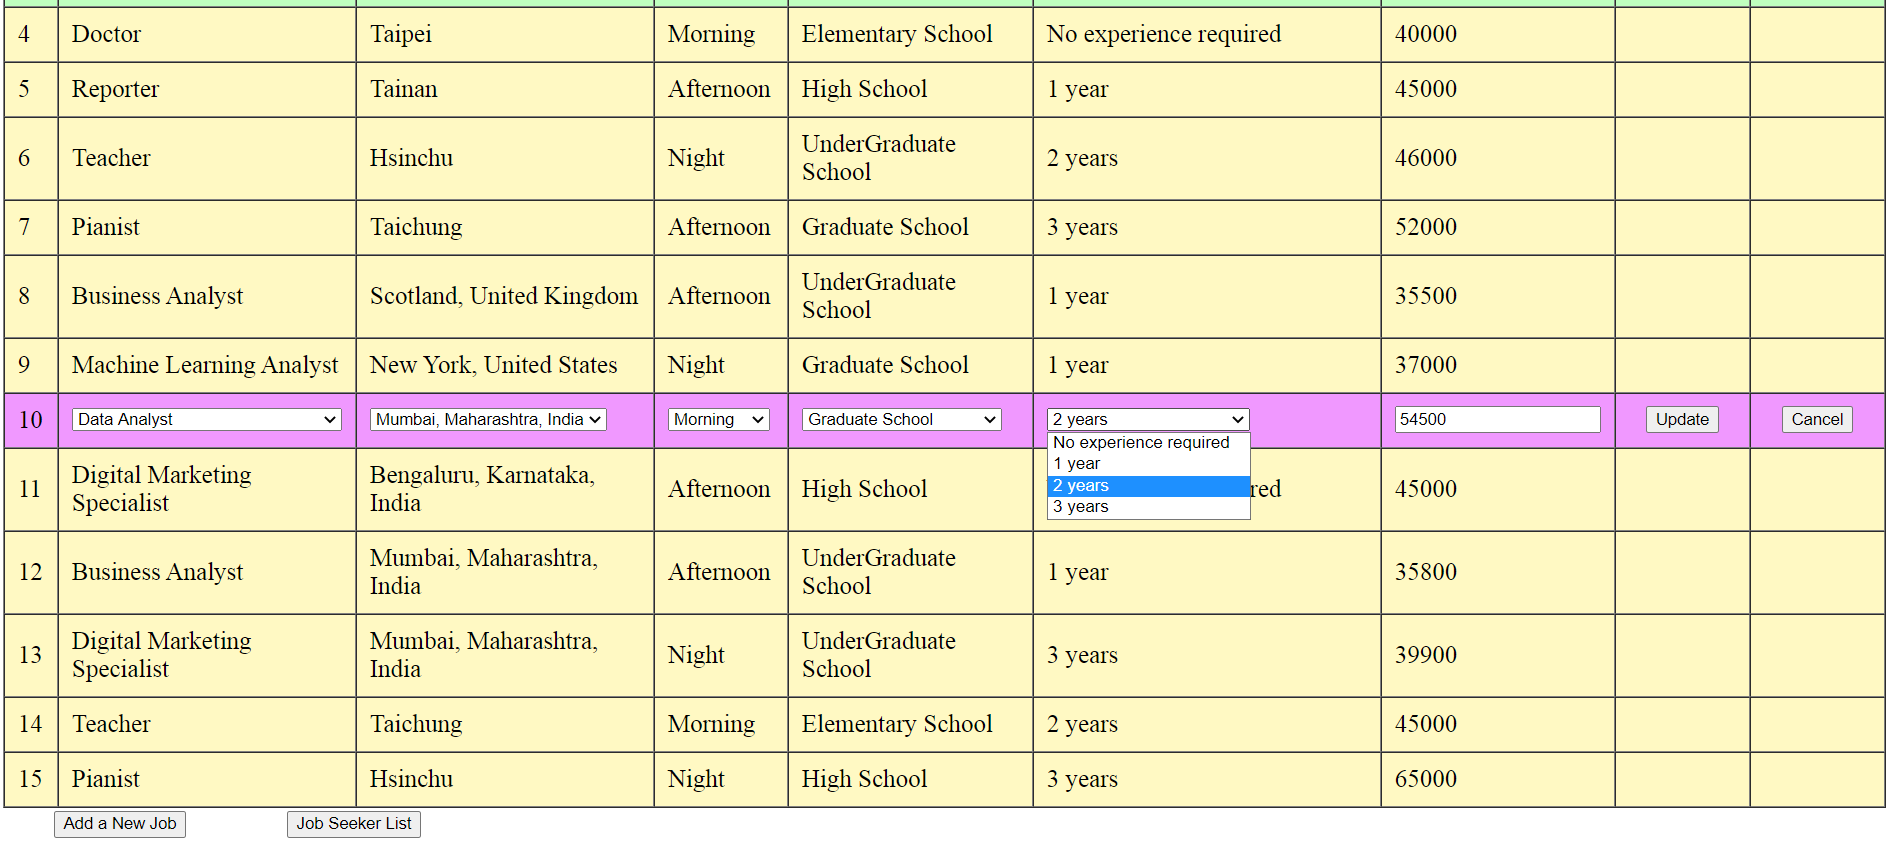 4 Doctor Taipei Morning Elementary School No experience required 40000
5 Reporter Tainan Afternoon High School 1 year 45000
6 Teacher Hsinchu Night UnderGraduate School 2 years 46000
7 Pianist Taichung Afternoon Graduate School 3 years 52000
8 Business Analyst Scotland, United Kingdom Afternoon UnderGraduate School 1 year 35500
9 Machine Learning Analyst New York, United States Night Graduate School 1 year 37000
10 Data Analyst Mumbai, Maharashtra, India Morning Graduate School 2 years 54500 Update Cancel
No experience required
1 year
2 years
3 years
11 Digital Marketing Specialist Bengaluru, Karnataka, India Afternoon High School red 45000
12 Business Analyst Mumbai, Maharashtra, India Afternoon UnderGraduate School 1 year 35800
13 Digital Marketing Specialist Mumbai, Maharashtra, India Night UnderGraduate School 3 years 39900
14 Teacher Taichung Morning Elementary School 2 years 45000
15 Pianist Hsinchu Night High School 3 years 65000
Add a New Job Job Seeker List